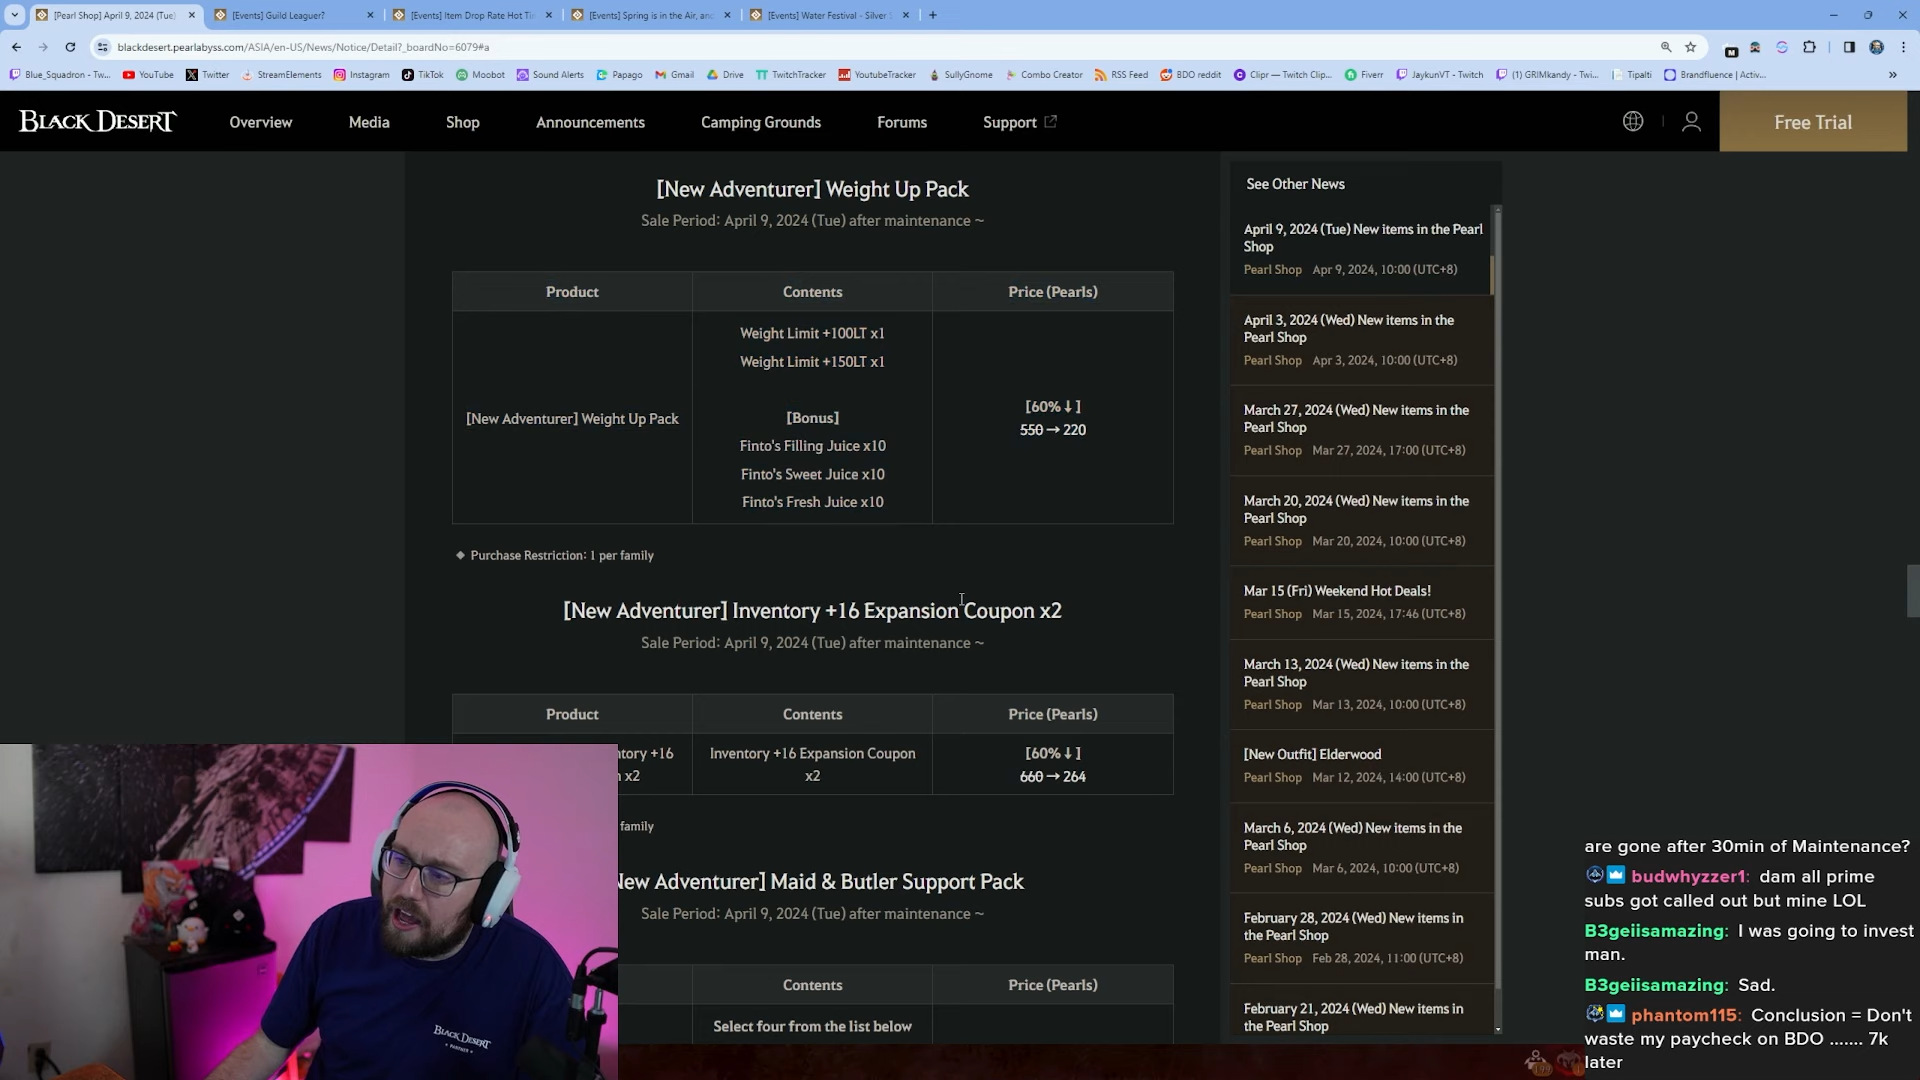 [Pearl Shop] April 9, 2024 (Tue)
[Events] Guild Leaguer?
[Events] Item Drop Rate Hot Ti
[Events] Spring is in the Air, an
[Events] Water Festival - Silver
blackdesert.pearlabyss.com/ASIA/en-US/News/Notice/Detail?_boardNo=6079#a
Blue_Squadron - Tw...
YouTube
Twitter
StreamElements
Instagram
TikTok
Moobot
Sound Alerts
Papago
Gmail
Drive
TwitchTracker
YoutubeTracker
SullyGnome
Combo Creator
RSS Feed
BDO reddit
Clipr — Twitch Clip...
Fiverr
JaykunVT - Twitch
(1) GRIMkandy - Twi...
Tipalti
Brandfluence | Activ...
BLACK DESERT
Overview
Media
Shop
Announcements
Camping Grounds
Forums
Support
Free Trial
[New Adventurer] Weight Up Pack
Sale Period: April 9, 2024 (Tue) after maintenance ~
Product
Contents
Price (Pearls)
[New Adventurer] Weight Up Pack
Weight Limit +100LT x1
Weight Limit +150LT x1
[Bonus]
Finto's Filling Juice x10
Finto's Sweet Juice x10
Finto's Fresh Juice x10
[60%↓]
550 → 220
◆ Purchase Restriction: 1 per family
[New Adventurer] Inventory +16 Expansion Coupon x2
Sale Period: April 9, 2024 (Tue) after maintenance ~
Product
Contents
Price (Pearls)
ntory +16
n x2
Inventory +16 Expansion Coupon
x2
[60%↓]
660 → 264
family
New Adventurer] Maid & Butler Support Pack
Sale Period: April 9, 2024 (Tue) after maintenance ~
Contents
Price (Pearls)
Select four from the list below
See Other News
April 9, 2024 (Tue) New items in the Pearl
Shop
Pearl Shop Apr 9, 2024, 10:00 (UTC+8)
April 3, 2024 (Wed) New items in the
Pearl Shop
Pearl Shop Apr 3, 2024, 10:00 (UTC+8)
March 27, 2024 (Wed) New items in the
Pearl Shop
Pearl Shop Mar 27, 2024, 17:00 (UTC+8)
March 20, 2024 (Wed) New items in the
Pearl Shop
Pearl Shop Mar 20, 2024, 10:00 (UTC+8)
Mar 15 (Fri) Weekend Hot Deals!
Pearl Shop Mar 15, 2024, 17:46 (UTC+8)
March 13, 2024 (Wed) New items in the
Pearl Shop
Pearl Shop Mar 13, 2024, 10:00 (UTC+8)
[New Outfit] Elderwood
Pearl Shop Mar 12, 2024, 14:00 (UTC+8)
March 6, 2024 (Wed) New items in the
Pearl Shop
Pearl Shop Mar 6, 2024, 10:00 (UTC+8)
February 28, 2024 (Wed) New items in
the Pearl Shop
Pearl Shop Feb 28, 2024, 11:00 (UTC+8)
February 21, 2024 (Wed) New items in
the Pearl Shop
BLACK DESERT
PARTNER
are gone after 30min of Maintenance?
budwhyzzer1: dam all prime
subs got called out but mine LOL
B3geiisamazing: I was going to invest
man.
B3geiisamazing: Sad.
phantom115: Conclusion = Don't
waste my paycheck on BDO ....... 7k
later